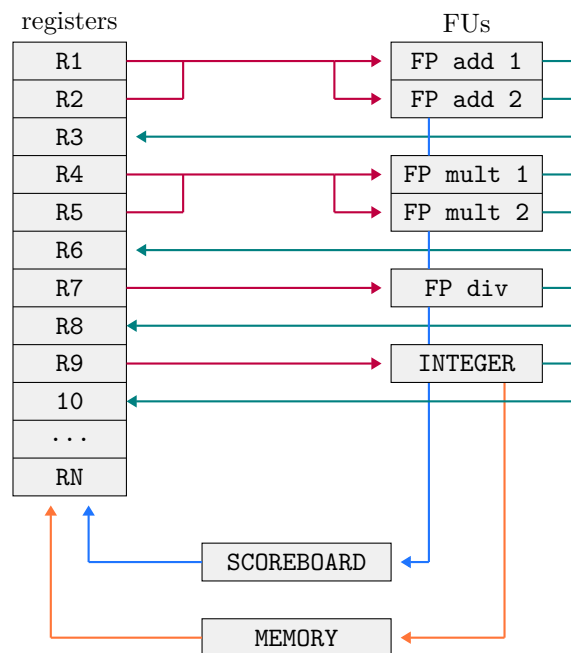 registers
FUs
R1
FP add 1
R2
FP add 2
R3
R4
FP mult 1
R5
FP mult 2
R6
R7
FP div
R8
R9
INTEGER
10
...
RN
SCOREBOARD
MEMORY